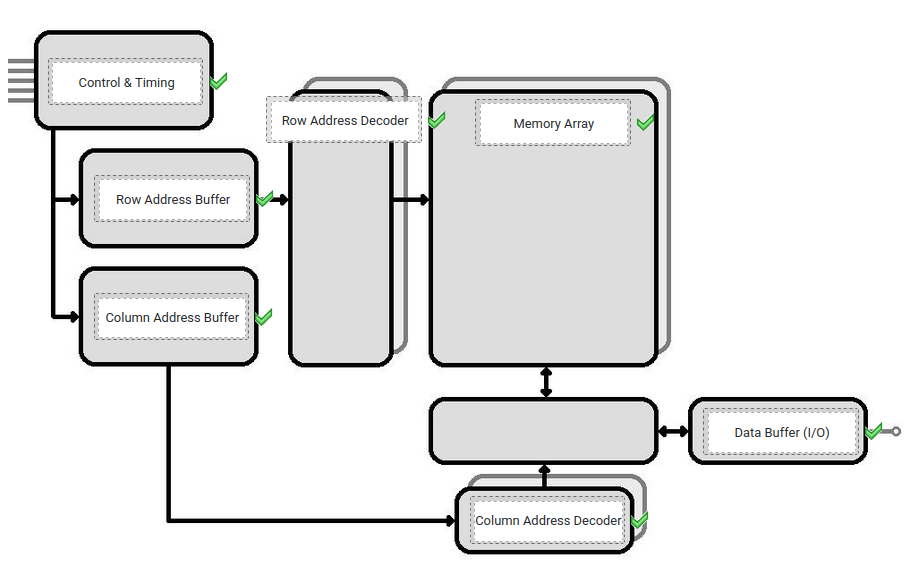 Control & Timing
Row Address Decoder
Memory Array
Row Address Buffer
Column Address Buffer
Data Buffer (I/O)
Column Address Decoder